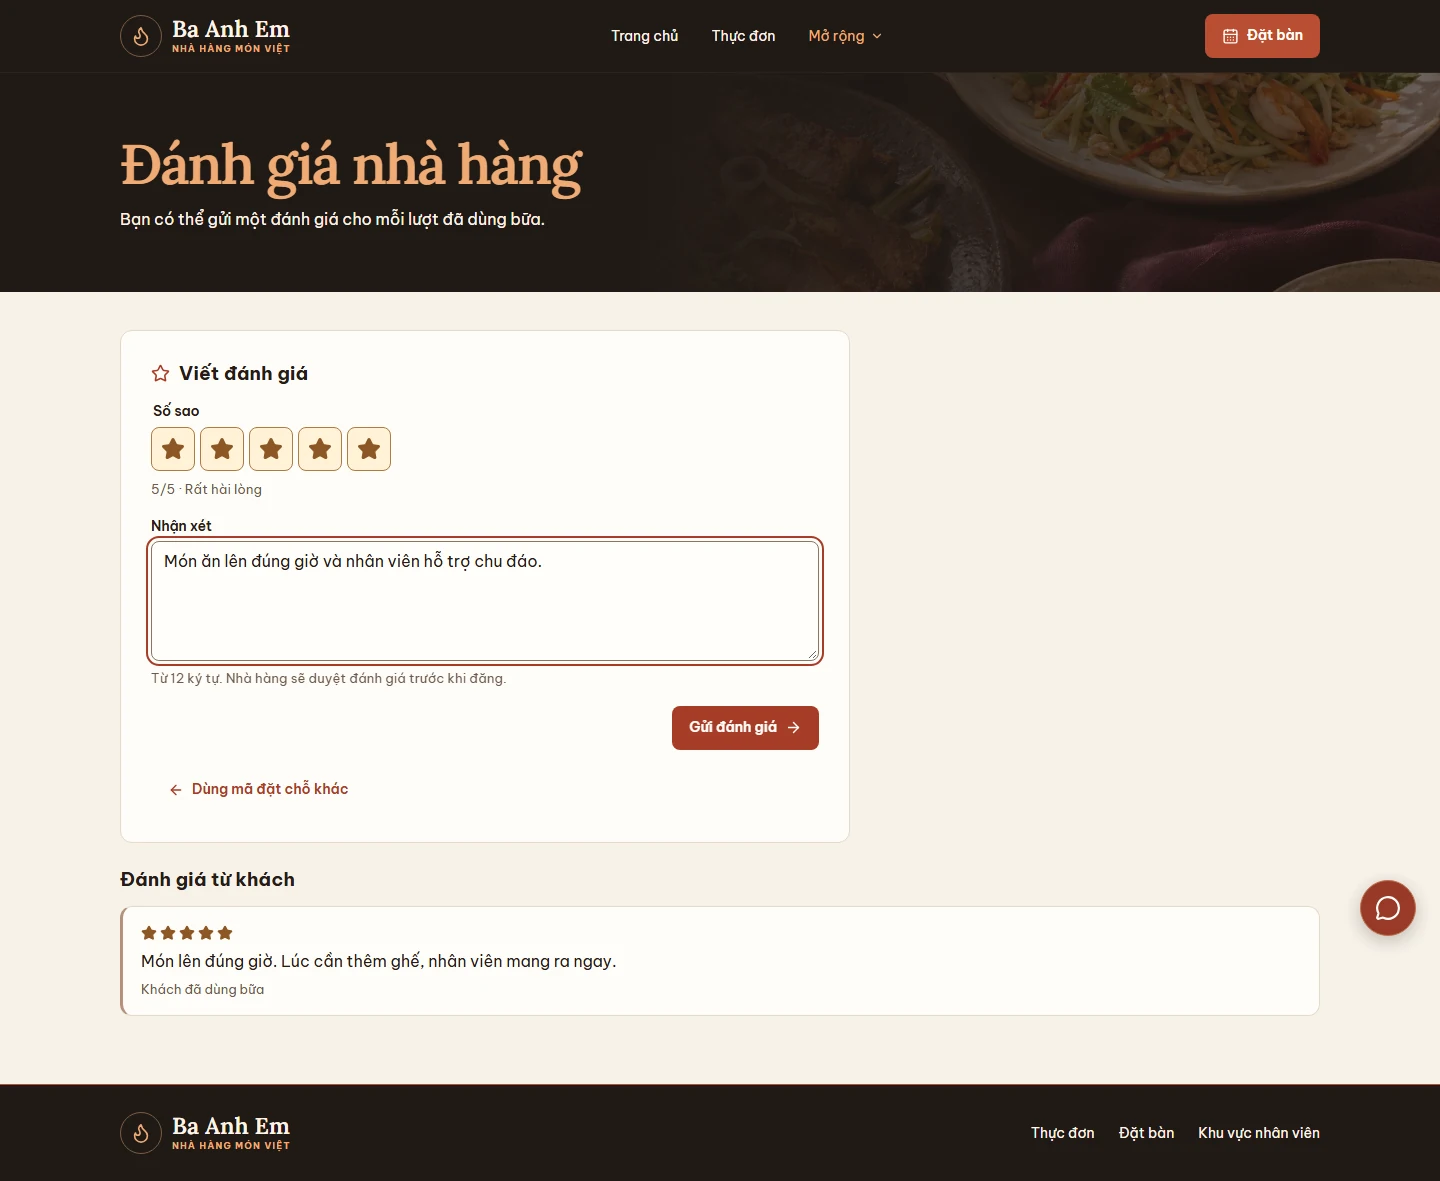 Ba Anh Em
NHÀ HÀNG MÓN VIỆT
Trang chủ
Thực đơn
Mở rộng
Đặt bàn
Đánh giá nhà hàng
Bạn có thể gửi một đánh giá cho mỗi lượt đã dùng bữa.
Viết đánh giá
Số sao
5/5 · Rất hài lòng
Nhận xét
Món ăn lên đúng giờ và nhân viên hỗ trợ chu đáo.
Từ 12 ký tự. Nhà hàng sẽ duyệt đánh giá trước khi đăng.
Gửi đánh giá
Dùng mã đặt chỗ khác
Đánh giá từ khách
Món lên đúng giờ. Lúc cần thêm ghế, nhân viên mang ra ngay.
Khách đã dùng bữa
Ba Anh Em
NHÀ HÀNG MÓN VIỆT
Thực đơn
Đặt bàn
Khu vực nhân viên